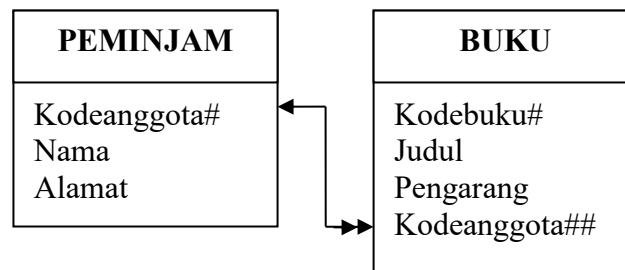 PEMINJAM
Kodeanggota#
Nama
Alamat
BUKU
Kodebuku#
Judul
Pengarang
Kodeanggota##